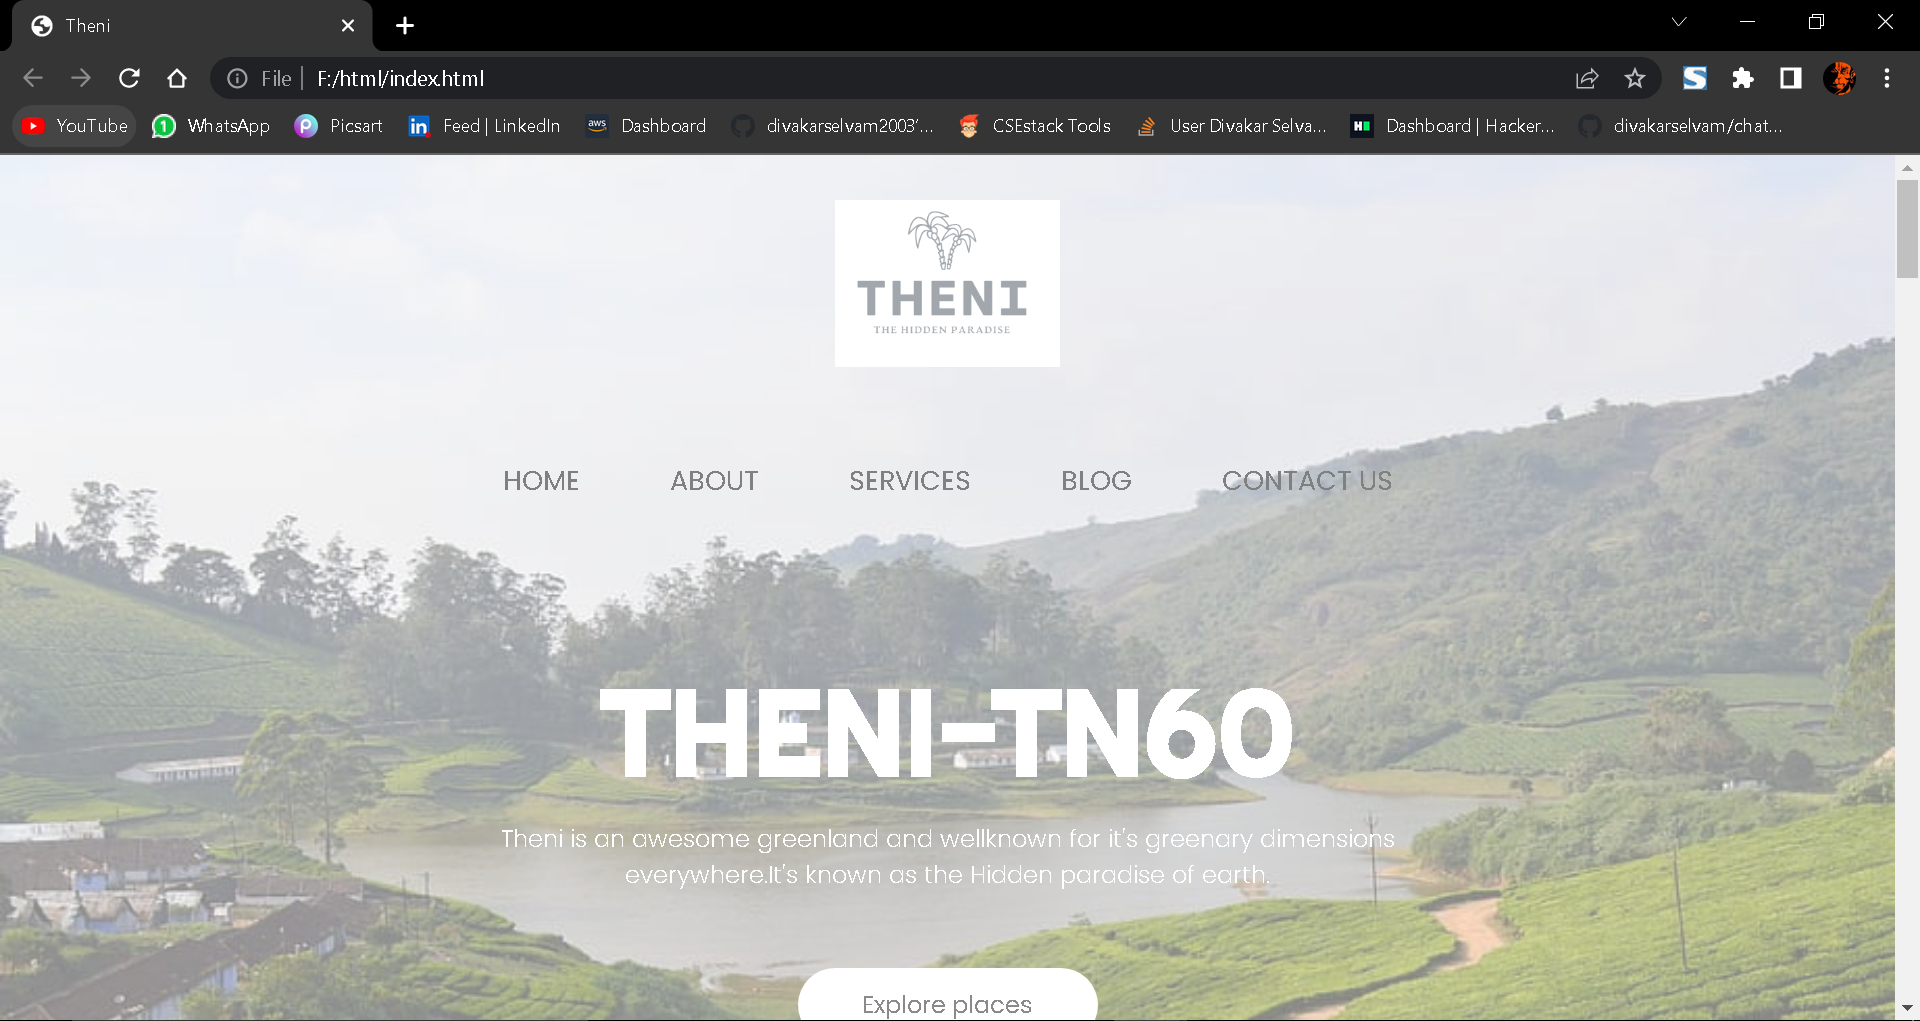 Theni
File
F:/html/index.html
YouTube
1
WhatsApp
Picsart
Feed | LinkedIn
aws
Dashboard
divakarselvam2003'...
CSEstack Tools
User Divakar Selva...
Dashboard | Hacker...
divakarselvam/chat...
THENI
THE HIDDEN PARADISE
HOME ABOUT SERVICES BLOG CONTACT US
THENI-TN60
Theni is an awesome greenland and wellknown for it's greenary dimensions
everywhere.It's known as the Hidden paradise of earth.
Explore places